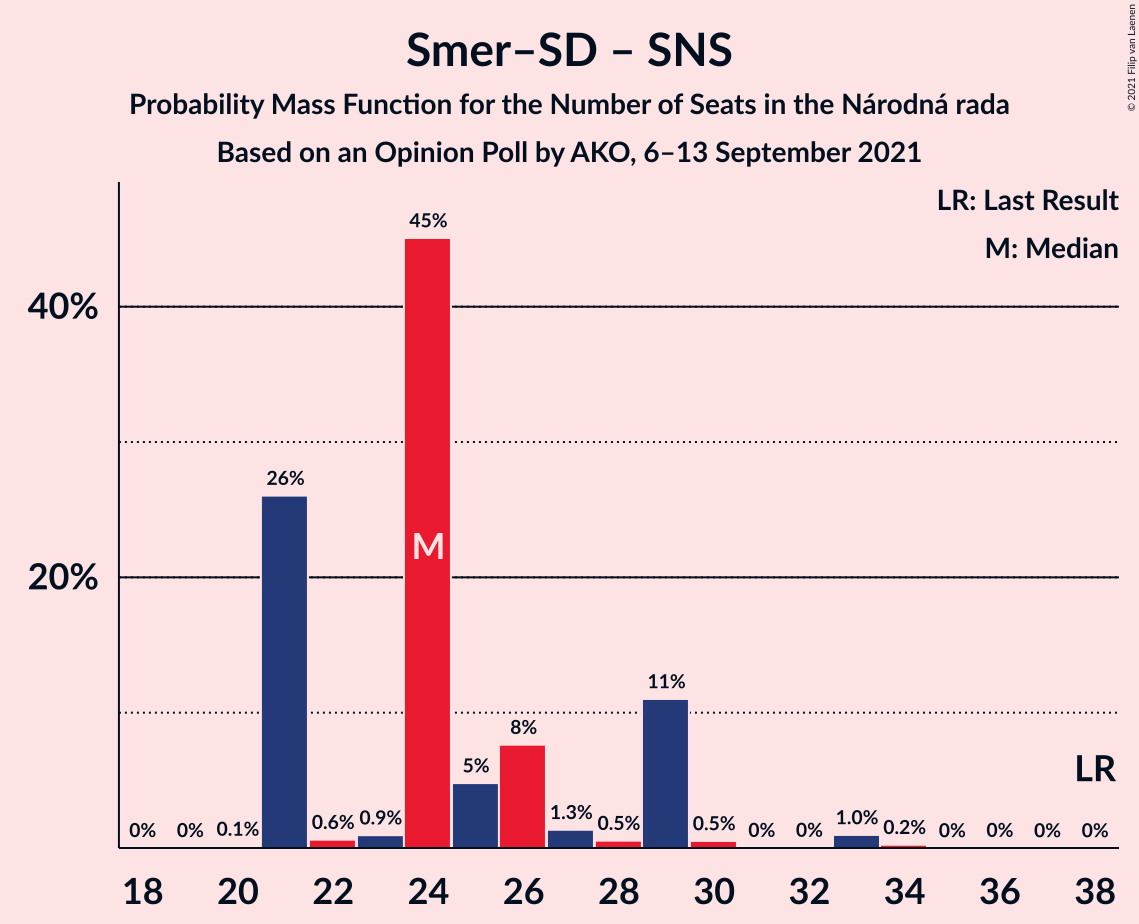 Smer–SD – SNS
Probability Mass Function for the Number of Seats in the Národná rada
Based on an Opinion Poll by AKO, 6–13 September 2021
© 2021 Filip van Laenen
LR: Last Result
M: Median
45%
40%
26%
M
20%
11%
8%
5%
LR
0% 0% 0.1% 0.6% 0.9% 1.3% 0.5% 0.5% 0% 0% 1.0% 0.2% 0% 0% 0% 0%
18 20 22 24 26 28 30 32 34 36 38